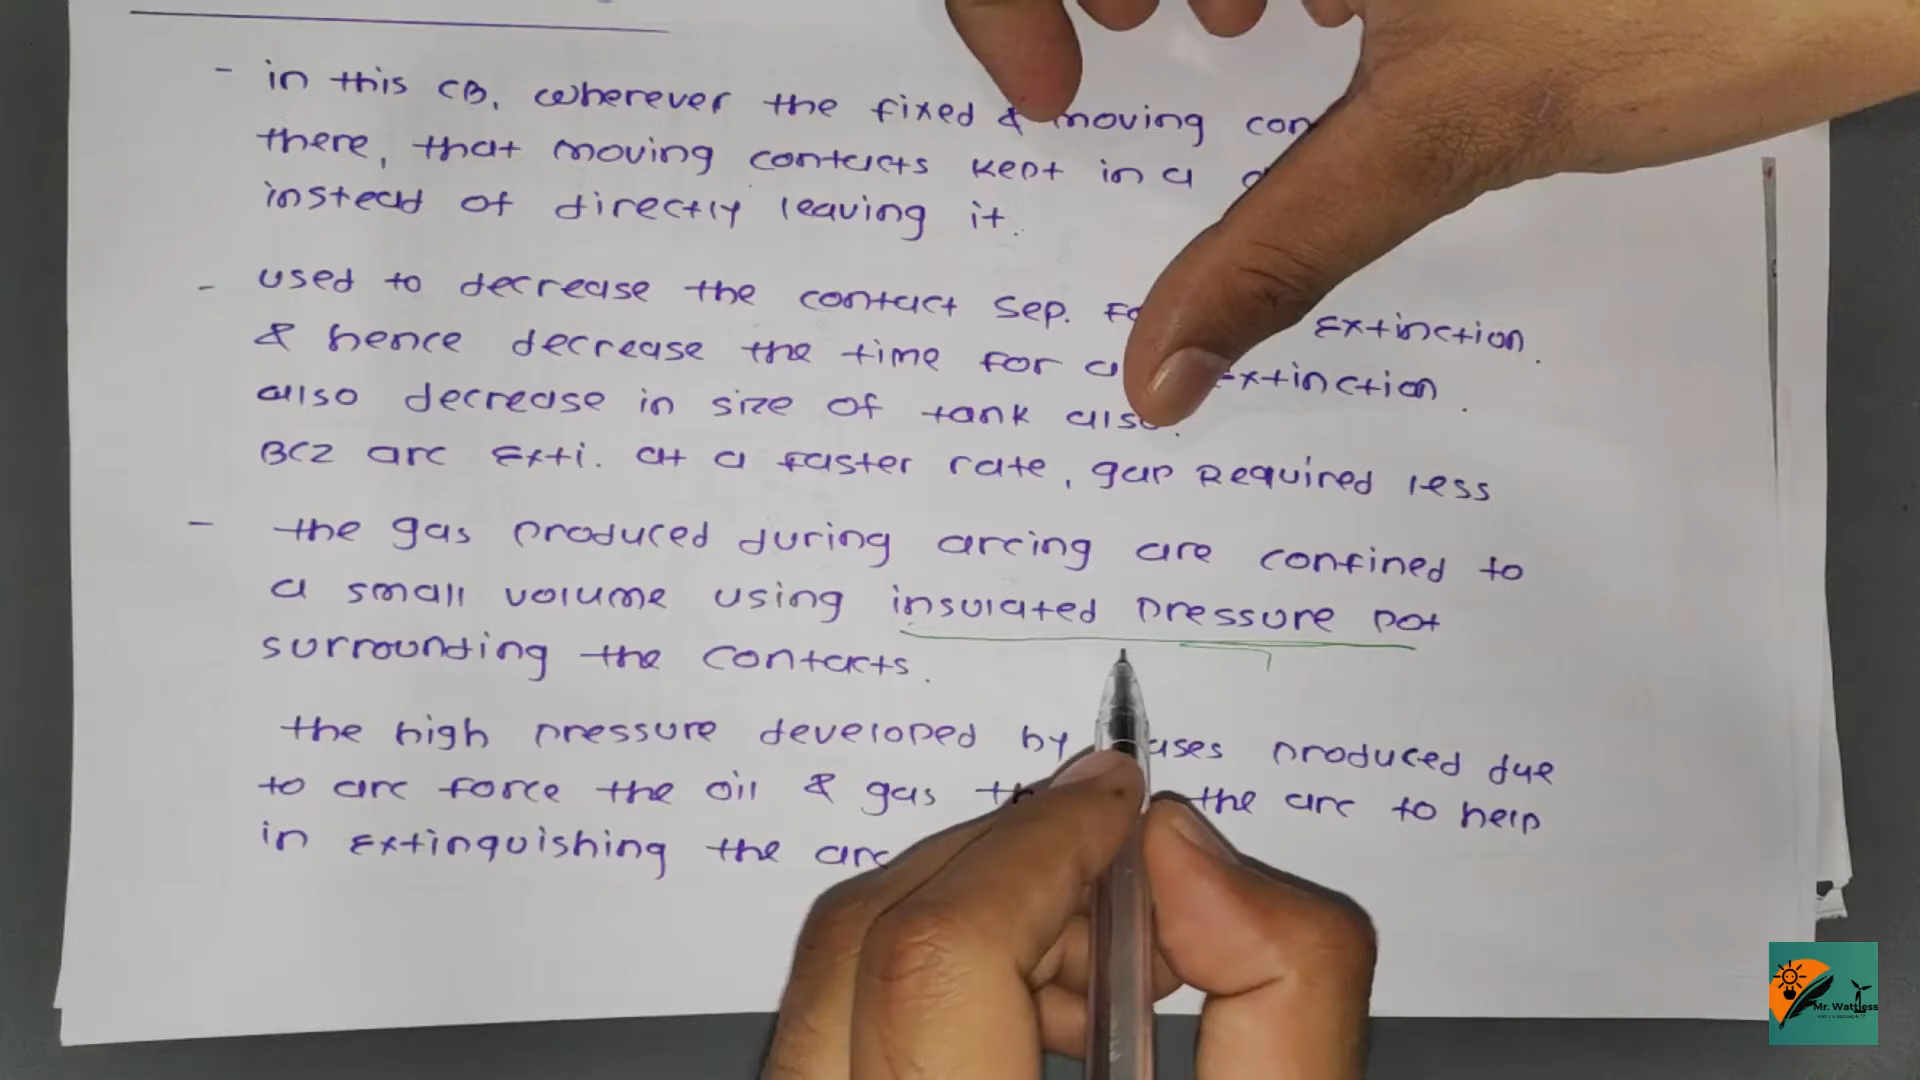 - in this CB, wherever the fixed & moving con
there, that moving contacts kept in a
instead of directly leaving it.
- used to decrease the contact sep. Extinction.
& hence decrease the time for Extinction.
also decrease in size of tank also.
BCZ arc Exti. at a faster rate, gap Required less
- the gas produced during arcing are confined to
a small volume using insulated pressure pot
surrounding the contacts.
the high pressure developed by produced due
to arc force the oil & gas the arc to help
in Extinguishing the arc
Mr. Wattless